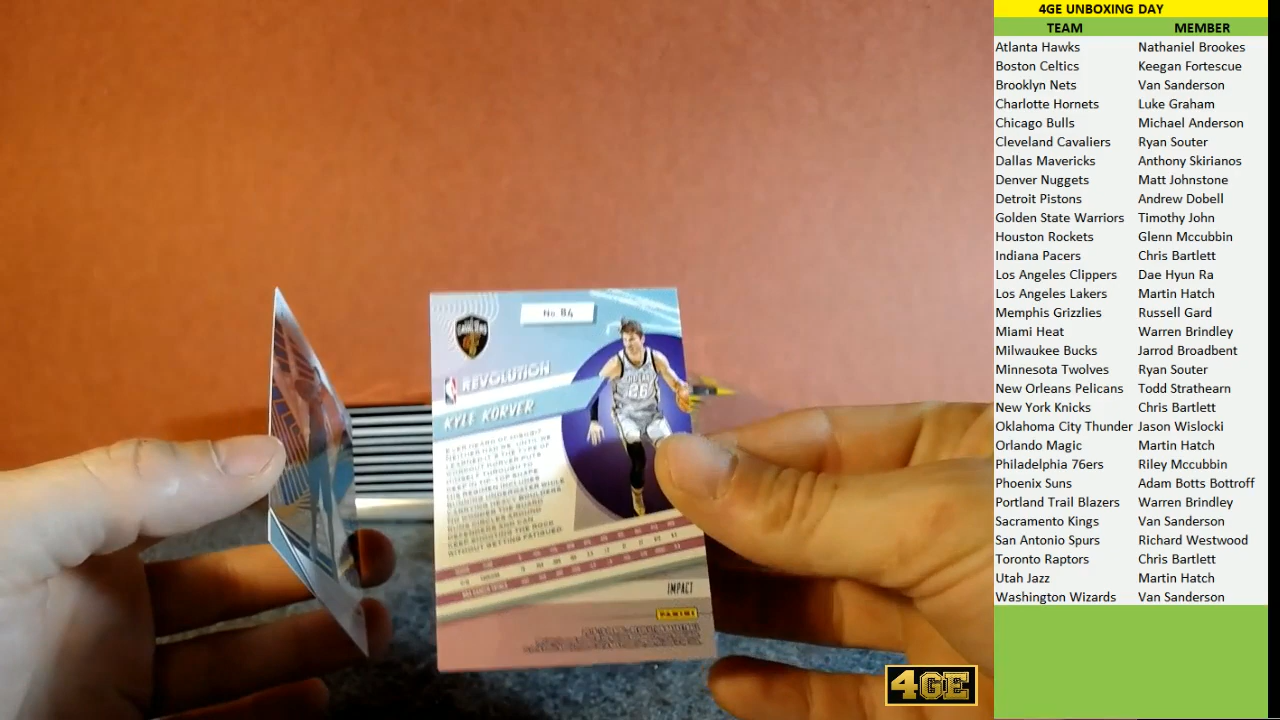 4GE UNBOXING DAY
TEAM MEMBER
Atlanta Hawks Nathaniel Brookes
Boston Celtics Keegan Fortescue
Brooklyn Nets Van Sanderson
Charlotte Hornets Luke Graham
Chicago Bulls Michael Anderson
Cleveland Cavaliers Ryan Souter
Dallas Mavericks Anthony Skirianos
Denver Nuggets Matt Johnstone
Detroit Pistons Andrew Dobell
Golden State Warriors Timothy John
Houston Rockets Glenn Mccubbin
Indiana Pacers Chris Bartlett
Los Angeles Clippers Dae Hyun Ra
Los Angeles Lakers Martin Hatch
Memphis Grizzlies Russell Gard
Miami Heat Warren Brindley
Milwaukee Bucks Jarrod Broadbent
Minnesota Twolves Ryan Souter
New Orleans Pelicans Todd Strathearn
New York Knicks Chris Bartlett
Oklahoma City Thunder Jason Wislocki
Orlando Magic Martin Hatch
Philadelphia 76ers Riley Mccubbin
Phoenix Suns Adam Botts Bottroff
Portland Trail Blazers Warren Brindley
Sacramento Kings Van Sanderson
San Antonio Spurs Richard Westwood
Toronto Raptors Chris Bartlett
Utah Jazz Martin Hatch
Washington Wizards Van Sanderson
No. 84
CAVALIERS
REVOLUTION
KYLE KORVER
26
IMPACT
PANINI
4GE